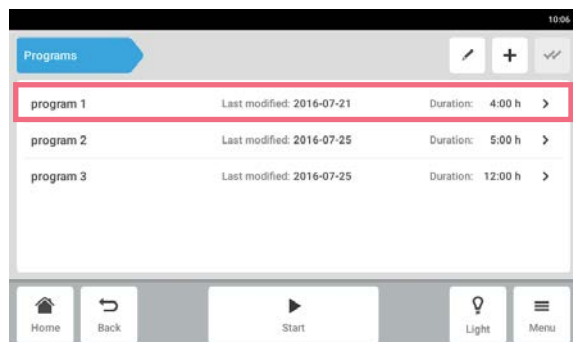 10:06
Programs
program 1 Last modified: 2016-07-21 Duration: 4:00 h
program 2 Last modified: 2016-07-25 Duration: 5:00 h
program 3 Last modified: 2016-07-25 Duration: 12:00 h
Home Back Start Light Menu